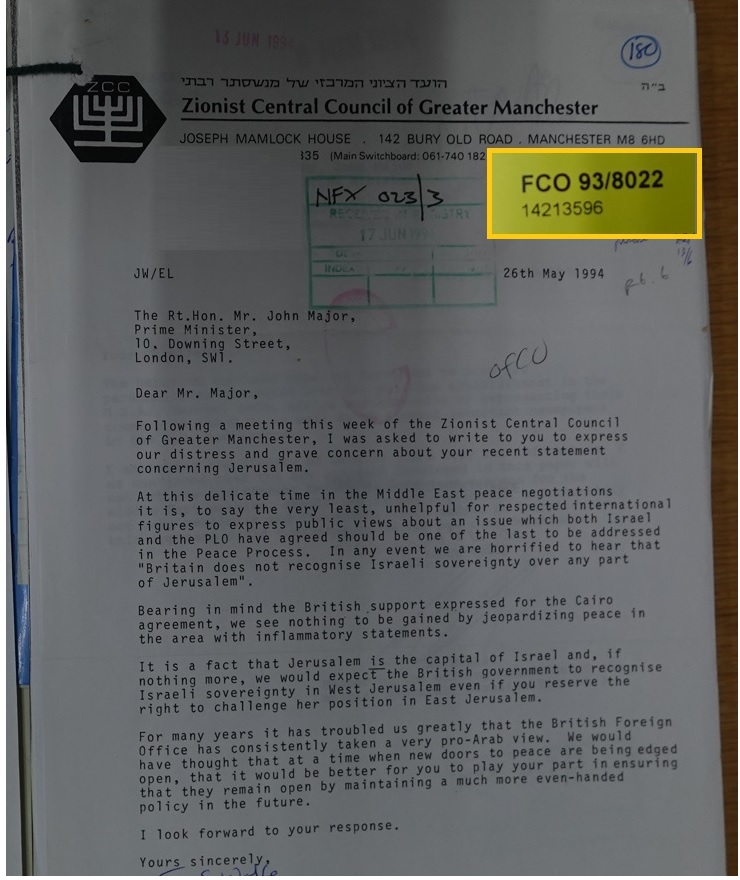 13 JUN 1994
180
ZCC
הועד הציוני המרכזי של מנשסתר רבתי
ב"ה
Zionist Central Council of Greater Manchester
JOSEPH MAMLOCK HOUSE . 142 BURY OLD ROAD . MANCHESTER M8 6HD
335 (Main Switchboard: 061-740 182
FCO 93/8022
14213596
NFX 023/3
RECEIVED IN REGISTRY
17 JUN 199
INDEX
13/6
p6. 6
JW/EL
26th May 1994
The Rt.Hon. Mr. John Major,
Prime Minister,
10. Downing Street,
London, SW1.
ofCO
Dear Mr. Major,
Following a meeting this week of the Zionist Central Council
of Greater Manchester, I was asked to write to you to express
our distress and grave concern about your recent statement
concerning Jerusalem.
At this delicate time in the Middle East peace negotiations
it is, to say the very least, unhelpful for respected international
figures to express public views about an issue which both Israel
and the PLO have agreed should be one of the last to be addressed
in the Peace Process. In any event we are horrified to hear that
"Britain does not recognise Israeli sovereignty over any part
of Jerusalem".
Bearing in mind the British support expressed for the Cairo
agreement, we see nothing to be gained by jeopardizing peace in
the area with inflammatory statements.
It is a fact that Jerusalem is the capital of Israel and, if
nothing more, we would expect the British government to recognise
Israeli sovereignty in West Jerusalem even if you reserve the
right to challenge her position in East Jerusalem.
For many years it has troubled us greatly that the British Foreign
Office has consistently taken a very pro-Arab view. We would
have thought that at a time when new doors to peace are being edged
open, that it would be better for you to play your part in ensuring
that they remain open by maintaining a much more even-handed
policy in the future.
I look forward to your response.
Yours sincerely,